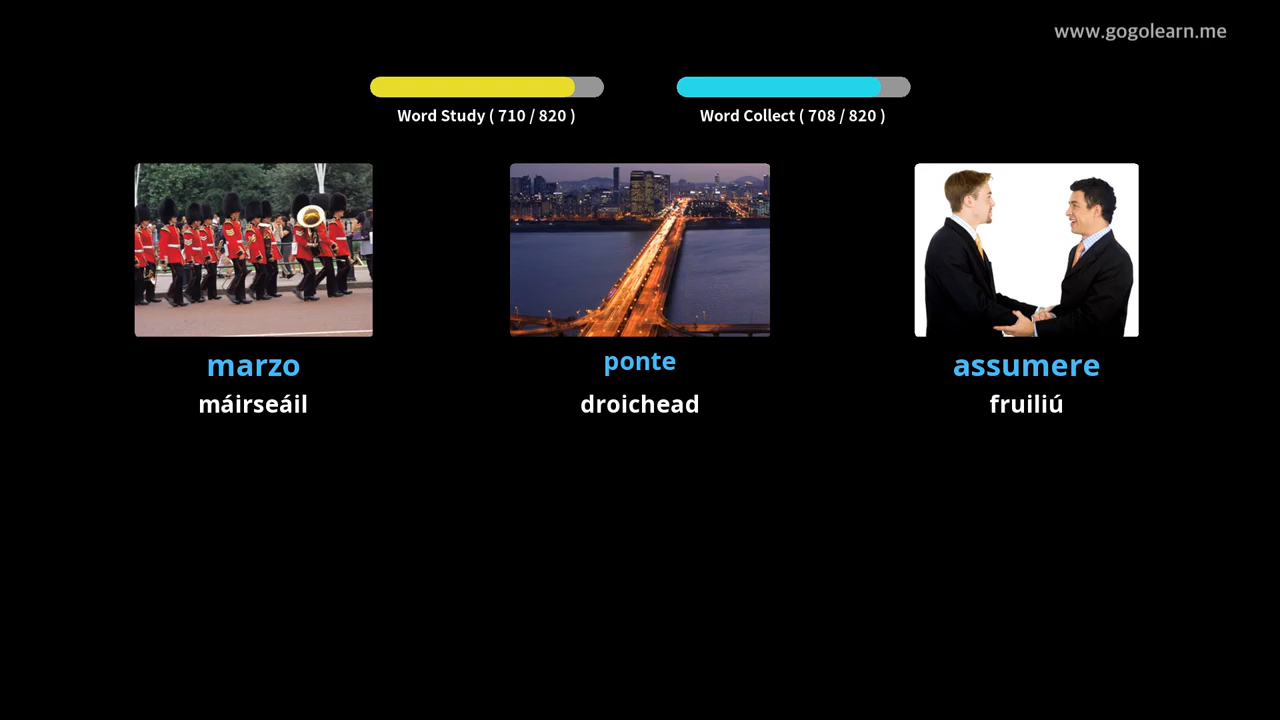 www.gogolearn.me
Word Study ( 710 / 820 )
Word Collect ( 708 / 820 )
marzo
máirseáil
ponte
droichead
assumere
fruiliú